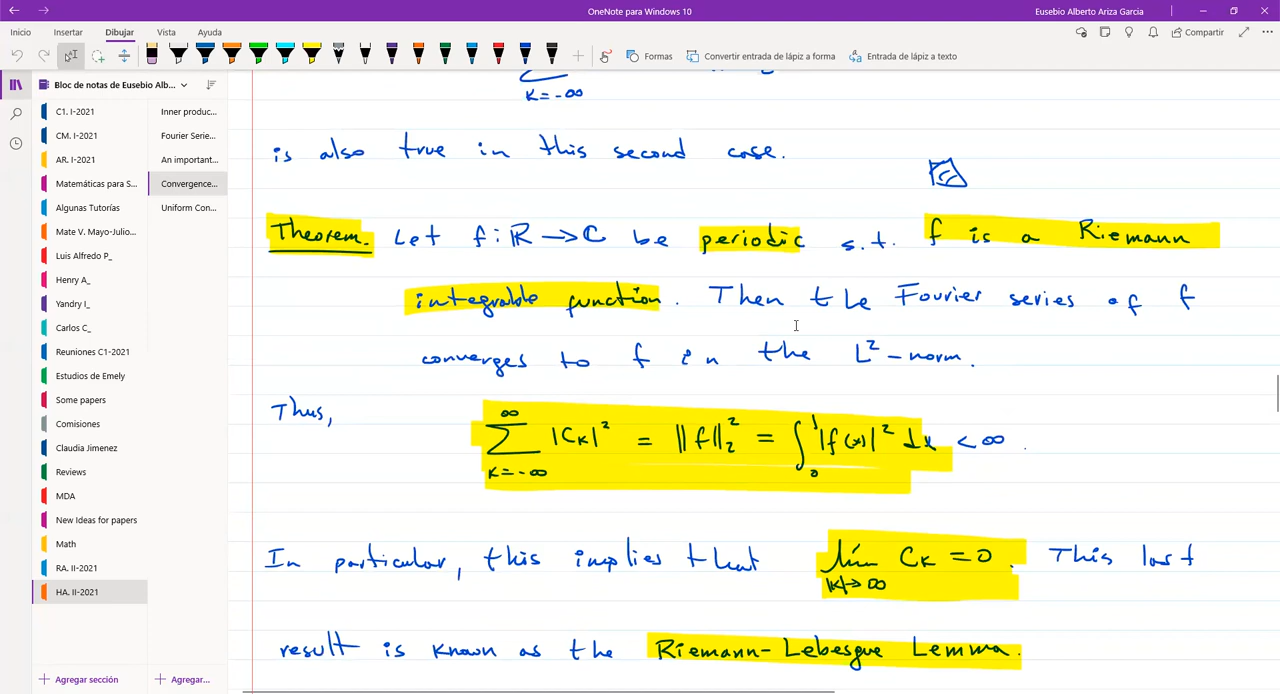 OneNote para Windows 10
Eusebio Alberto Ariza Garcia
Inicio Insertar Dibujar Vista Ayuda
Compartir
Formas
Convertir entrada de lápiz a forma
Entrada de lápiz a texto
Bloc de notas de Eusebio Alb...
C1. I-2021
CM. I-2021
AR. I-2021
Matemáticas para S...
Algunas Tutorías
Mate V. Mayo-Julio...
Luis Alfredo P_
Henry A_
Yandry I_
Carlos C_
Reuniones C1-2021
Estudios de Emely
Some papers
Comisiones
Claudia Jimenez
Reviews
MDA
New Ideas for papers
Math
RA. II-2021
HA. II-2021
Agregar sección
Inner produc...
Fourier Serie...
An important...
Convergence...
Uniform Con...
Agregar...
K=-∞
is also true in this second case.
Theorem. Let f: ℝ → ℂ be periodic s.t. f is a Riemann
integrable function. Then the Fourier series of f
converges to f in the L²-norm.
Thus,
∑_{K=-∞}^{∞} |C_K|² = ‖f‖₂² = ∫₀¹ |f(x)|² dx < ∞.
In particular, this implies that lím_{|K|→∞} C_K = 0. This last
result is known as the Riemann-Lebesgue Lemma.